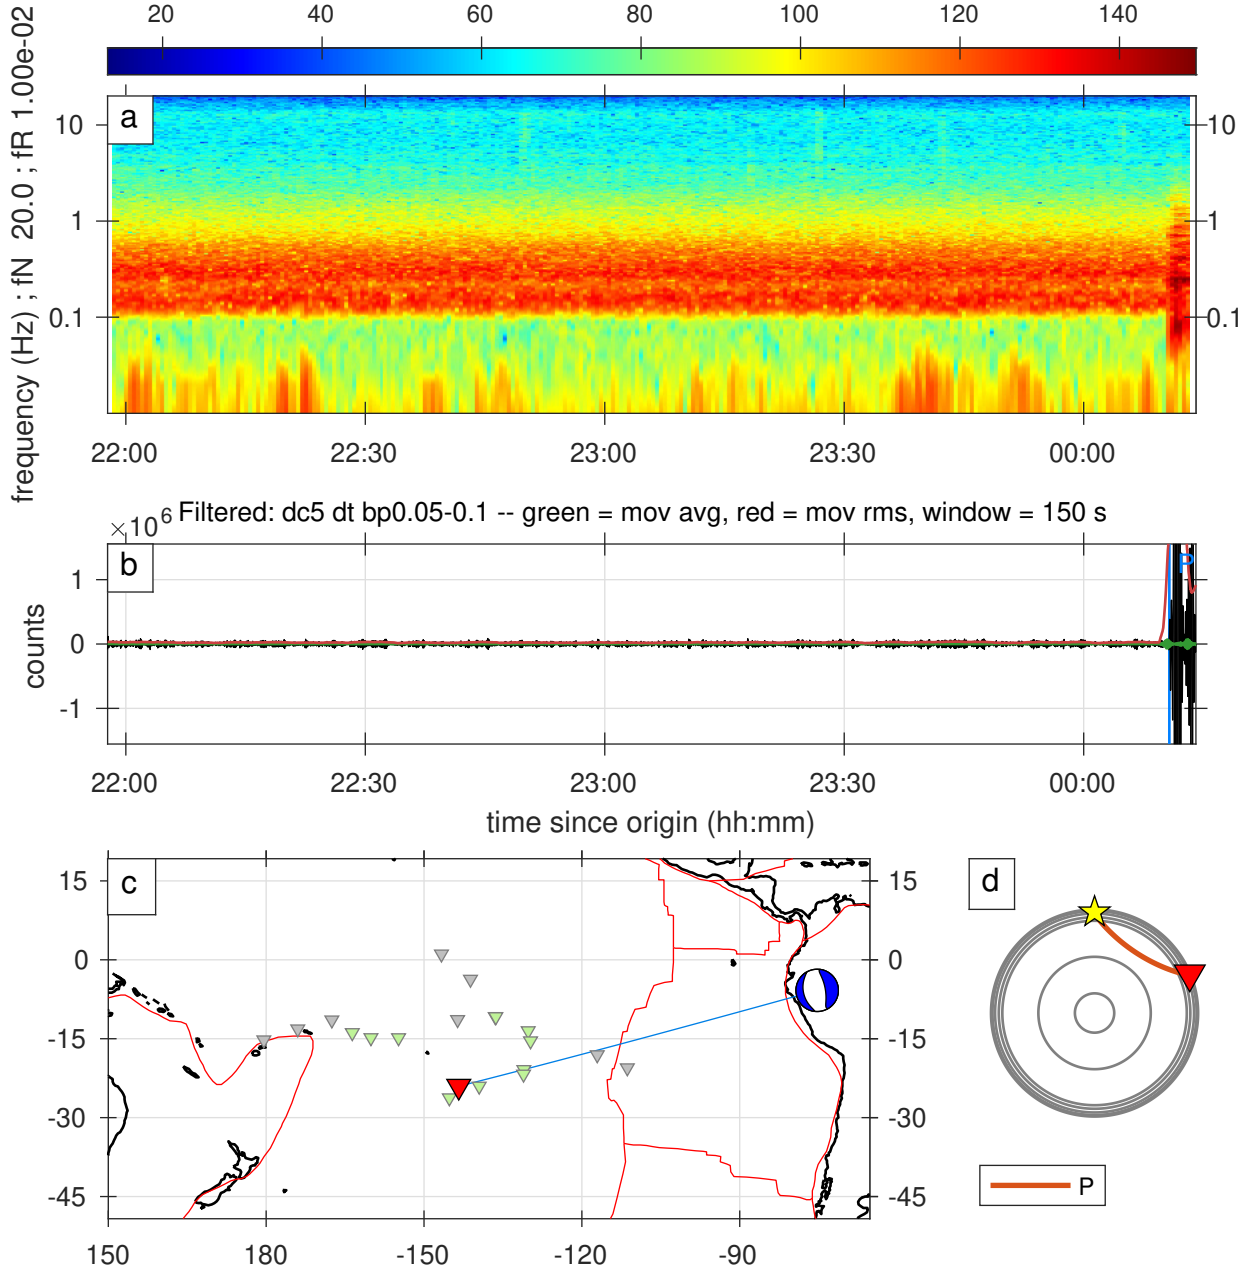 20 40 60 80 100 120 140
frequency (Hz) ; fN 20.0 ; fR 1.00e-02
a
10 10
1 1
0.1 0.1
22:00 22:30 23:00 23:30 00:00
×10^6 Filtered: dc5 dt bp0.05-0.1 -- green = mov avg, red = mov rms, window = 150 s
b
P
counts
1
0
-1
22:00 22:30 23:00 23:30 00:00
time since origin (hh:mm)
c
d
15 15
0 0
-15 -15
-30 -30
-45 -45
150 180 -150 -120 -90
P